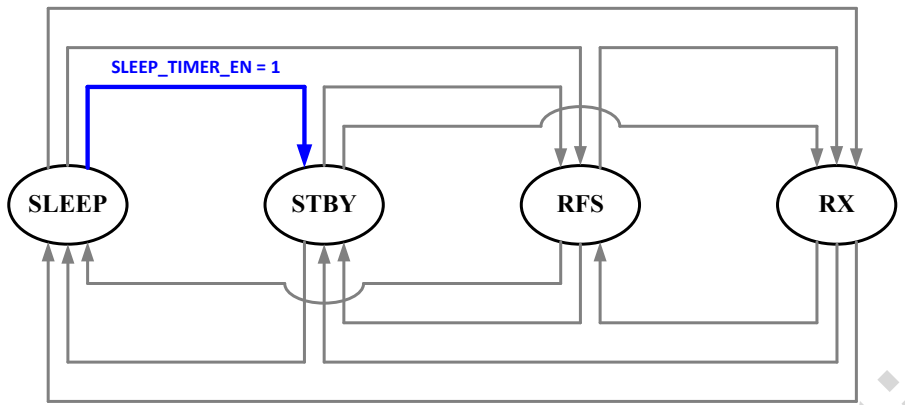 SLEEP_TIMER_EN = 1
SLEEP
STBY
RFS
RX